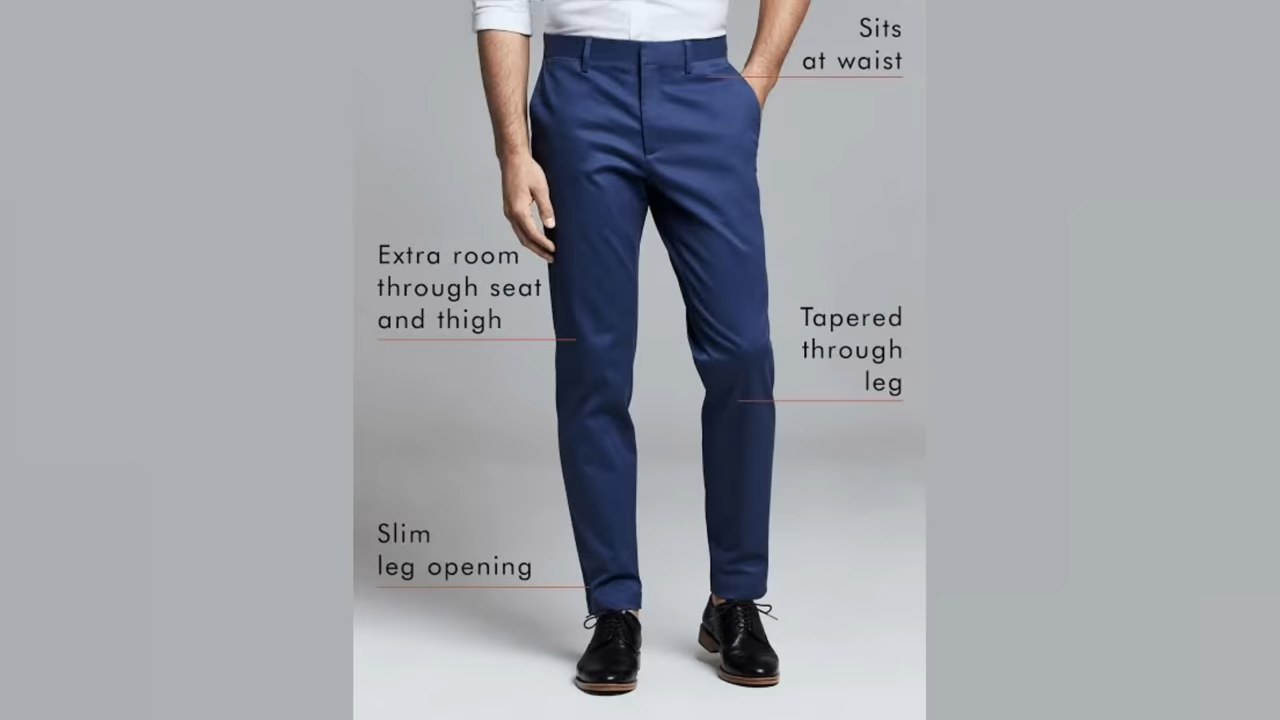 Sits
at waist
Extra room
through seat
and thigh
Tapered
through
leg
Slim
leg opening